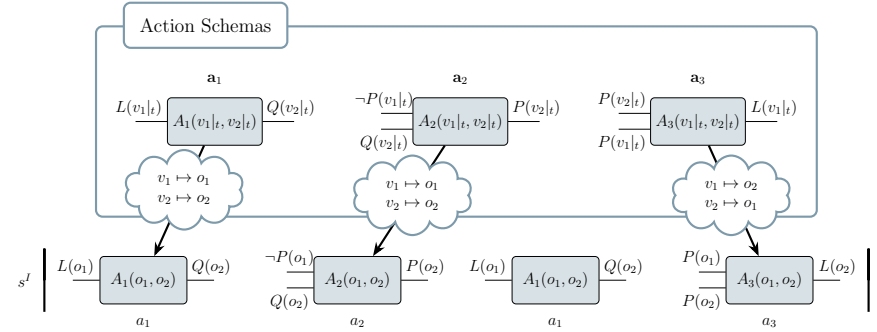 Action Schemas
a₁ a₂ a₃
L(v₁|ₜ) A₁(v₁|ₜ, v₂|ₜ) Q(v₂|ₜ)
¬P(v₁|ₜ) Q(v₂|ₜ) A₂(v₁|ₜ, v₂|ₜ) P(v₂|ₜ)
P(v₂|ₜ) P(v₁|ₜ) A₃(v₁|ₜ, v₂|ₜ) L(v₁|ₜ)
v₁ ↦ o₁
v₂ ↦ o₂
v₁ ↦ o₁
v₂ ↦ o₂
v₁ ↦ o₂
v₂ ↦ o₁
sᴵ
L(o₁) A₁(o₁, o₂) Q(o₂)
a₁
¬P(o₁) Q(o₂) A₂(o₁, o₂) P(o₂)
a₂
L(o₁) A₁(o₁, o₂) Q(o₂)
a₁
P(o₁) P(o₂) A₃(o₁, o₂) L(o₂)
a₃